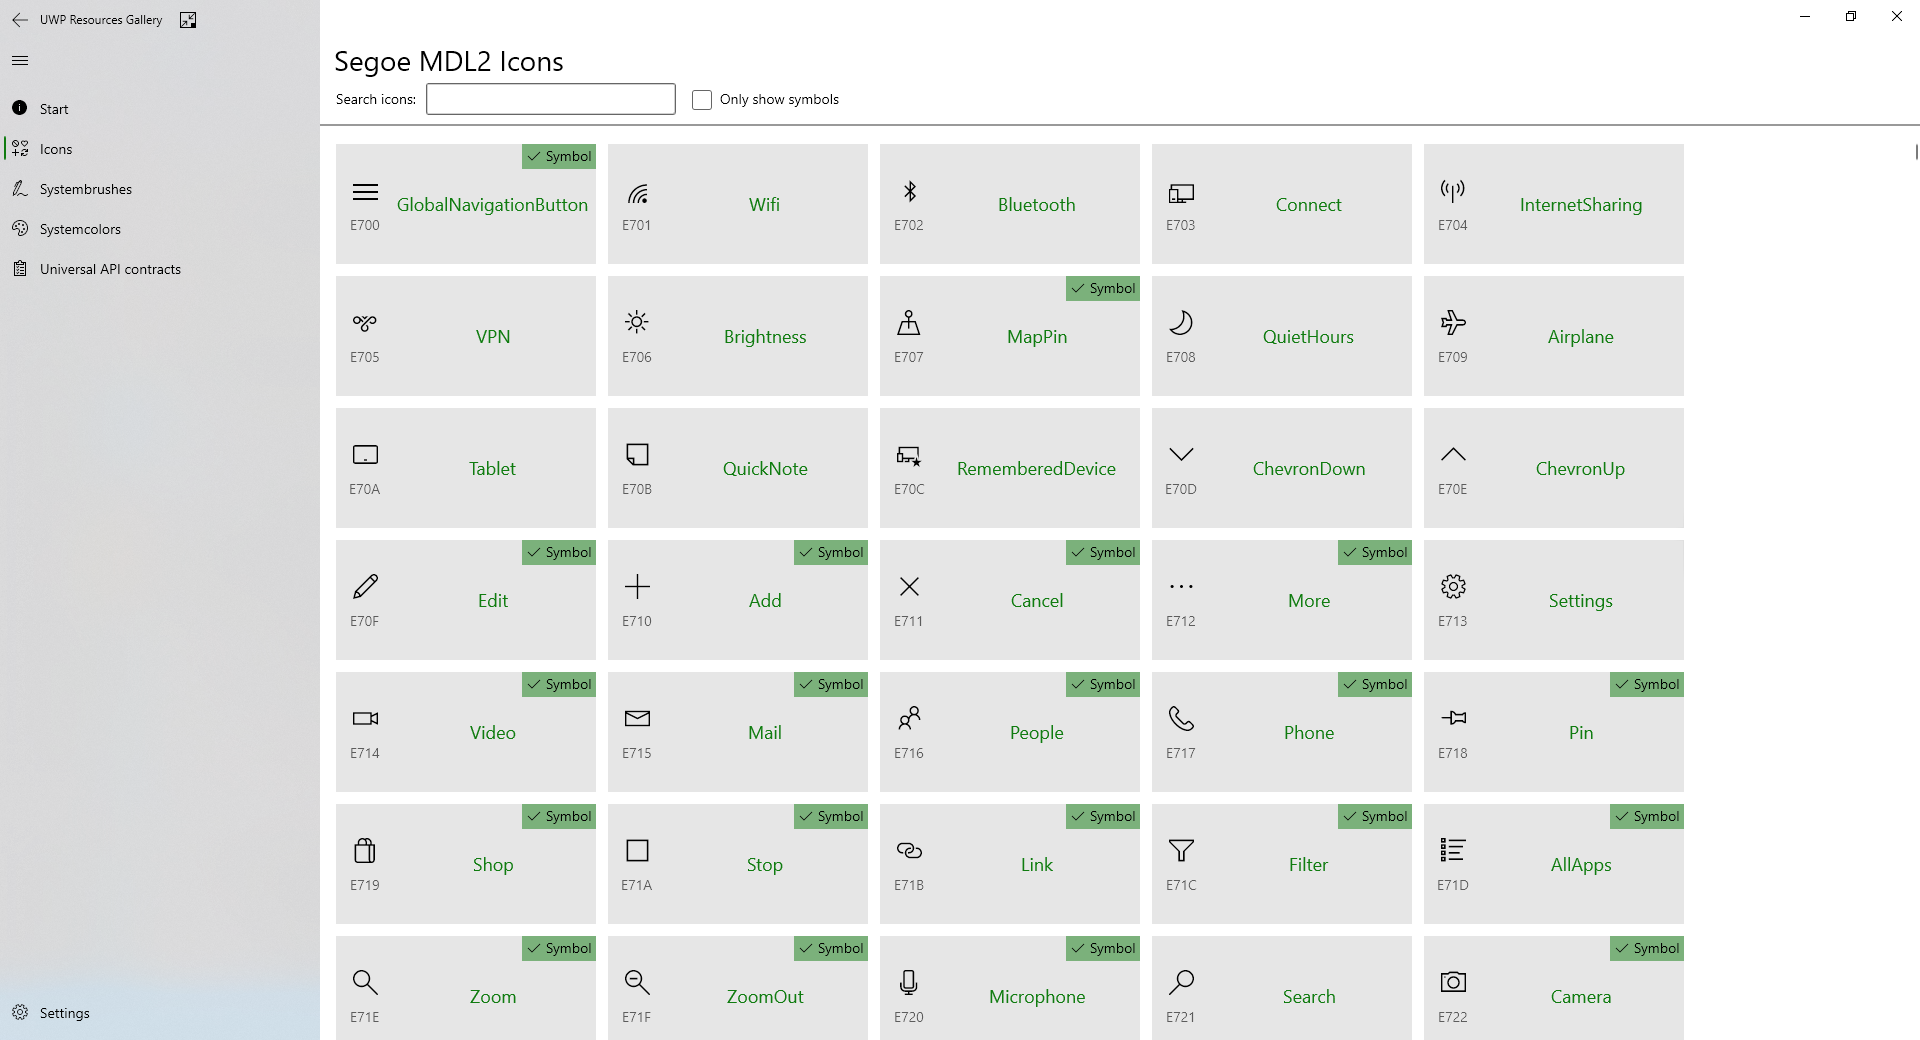 UWP Resources Gallery
Start
Icons
Systembrushes
Systemcolors
Universal API contracts
Settings
Segoe MDL2 Icons
Search icons:
Only show symbols
Symbol
GlobalNavigationButton
E700
Wifi
E701
Bluetooth
E702
Connect
E703
InternetSharing
E704
VPN
E705
Brightness
E706
Symbol
MapPin
E707
QuietHours
E708
Airplane
E709
Tablet
E70A
QuickNote
E70B
RememberedDevice
E70C
ChevronDown
E70D
ChevronUp
E70E
Symbol
Edit
E70F
Symbol
Add
E710
Symbol
Cancel
E711
Symbol
More
E712
Settings
E713
Symbol
Video
E714
Symbol
Mail
E715
Symbol
People
E716
Symbol
Phone
E717
Symbol
Pin
E718
Symbol
Shop
E719
Symbol
Stop
E71A
Symbol
Link
E71B
Symbol
Filter
E71C
Symbol
AllApps
E71D
Symbol
Zoom
E71E
Symbol
ZoomOut
E71F
Symbol
Microphone
E720
Search
E721
Symbol
Camera
E722